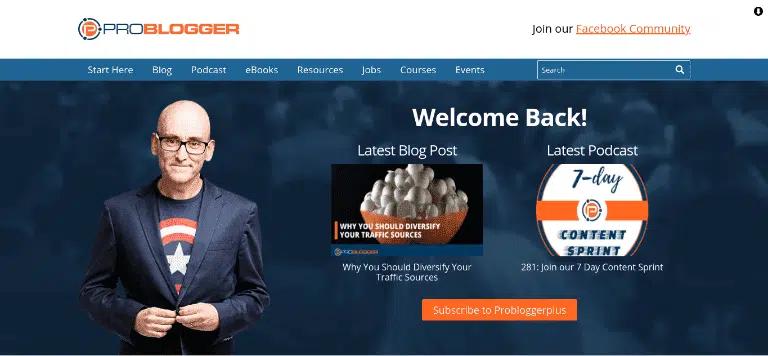 PROBLOGGER
Join our Facebook Community
Start Here Blog Podcast eBooks Resources Jobs Courses Events
Search
Welcome Back!
Latest Blog Post
WHY YOU SHOULD DIVERSIFY
YOUR TRAFFIC SOURCES
PROBLOGGER
Why You Should Diversify Your
Traffic Sources
Latest Podcast
7-day
CONTENT
SPRINT
281: Join our 7 Day Content Sprint
Subscribe to Probloggerplus